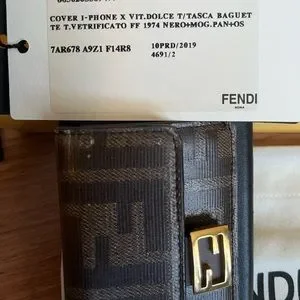 COVER I-PHONE X VIT.DOLCE T/TASCA BAGUET
TE T.VETRIFICATO FF 1974 NERO+MOG.PAN+OS
7AR678 A9Z1 F14R8
10PRD/2019
4691/2
FENDI
ROMA